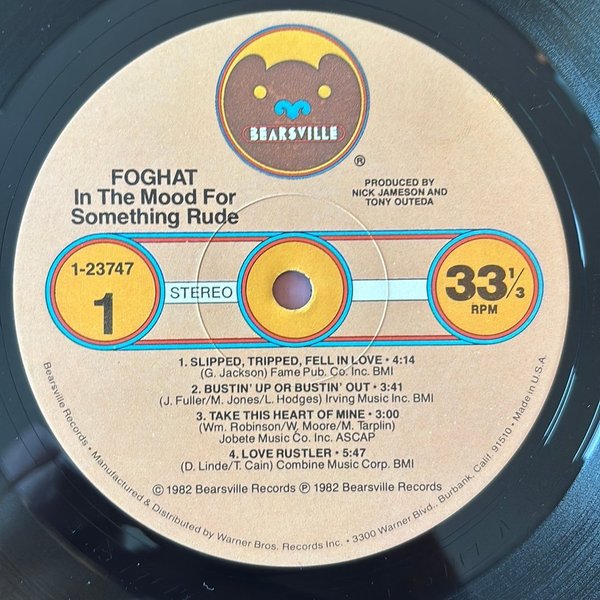 BEARSVILLE
®
FOGHAT
In The Mood For
Something Rude
PRODUCED BY
NICK JAMESON AND
TONY OUTEDA
1-23747
1
STEREO
33 1/3
RPM
1. SLIPPED, TRIPPED, FELL IN LOVE • 4:14
(G. Jackson) Fame Pub. Co. Inc. BMI
2. BUSTIN' UP OR BUSTIN' OUT • 3:41
(J. Fuller/M. Jones/L. Hodges) Irving Music Inc. BMI
3. TAKE THIS HEART OF MINE • 3:00
(Wm. Robinson/W. Moore/M. Tarplin)
Jobete Music Co. Inc. ASCAP
4. LOVE RUSTLER • 5:47
(D. Linde/T. Cain) Combine Music Corp. BMI
© 1982 Bearsville Records ℗ 1982 Bearsville Records
Bearsville Records • Manufactured & Distributed by Warner Bros. Records Inc. • 3300 Warner Blvd., Burbank, Calif. 91510 • Made in U.S.A.